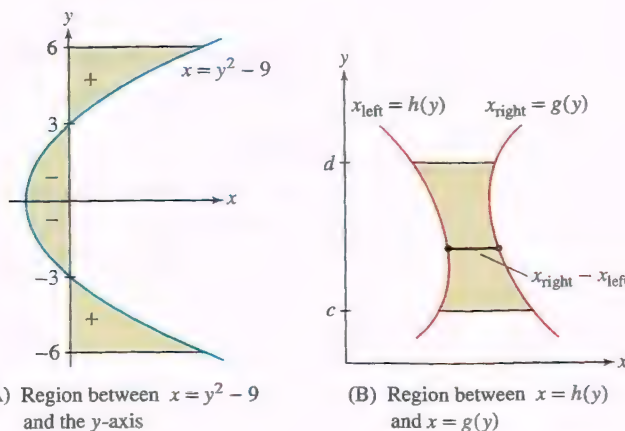 y
6
+
x = y² − 9
3
−
x
−
−3
+
−6
) Region between x = y² − 9
and the y-axis
y
x_left = h(y)
x_right = g(y)
d
x_right − x_left
c
x
(B) Region between x = h(y)
and x = g(y)